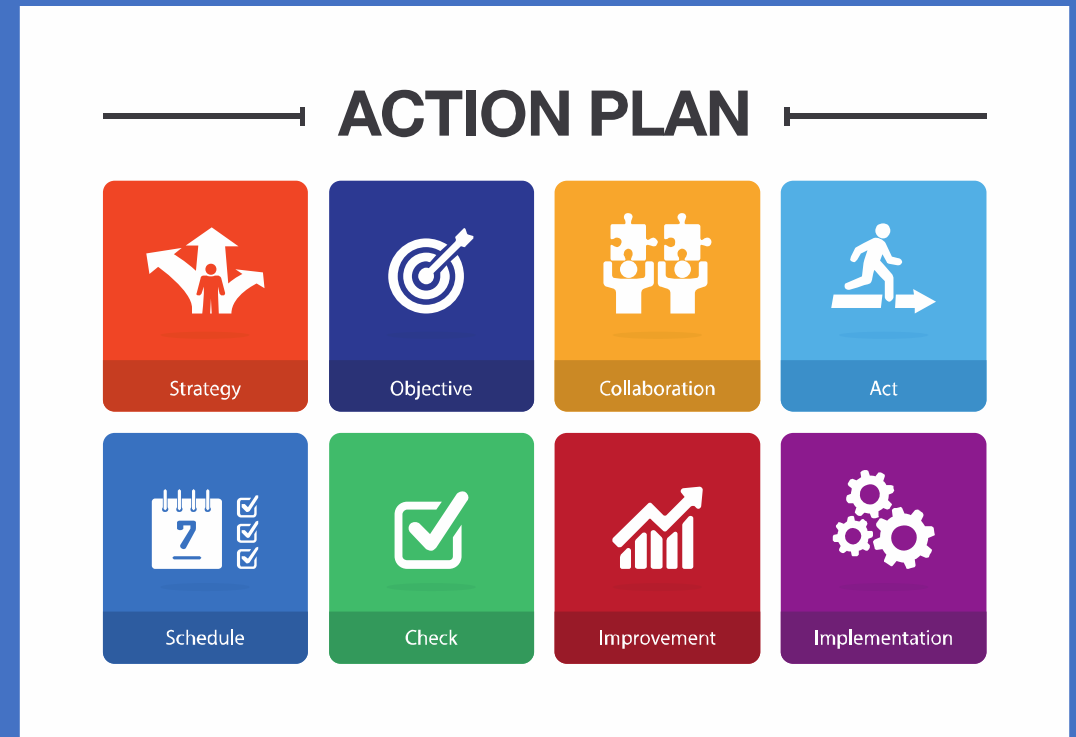 ACTION PLAN
Strategy
Objective
Collaboration
Act
7
Schedule
Check
Improvement
Implementation